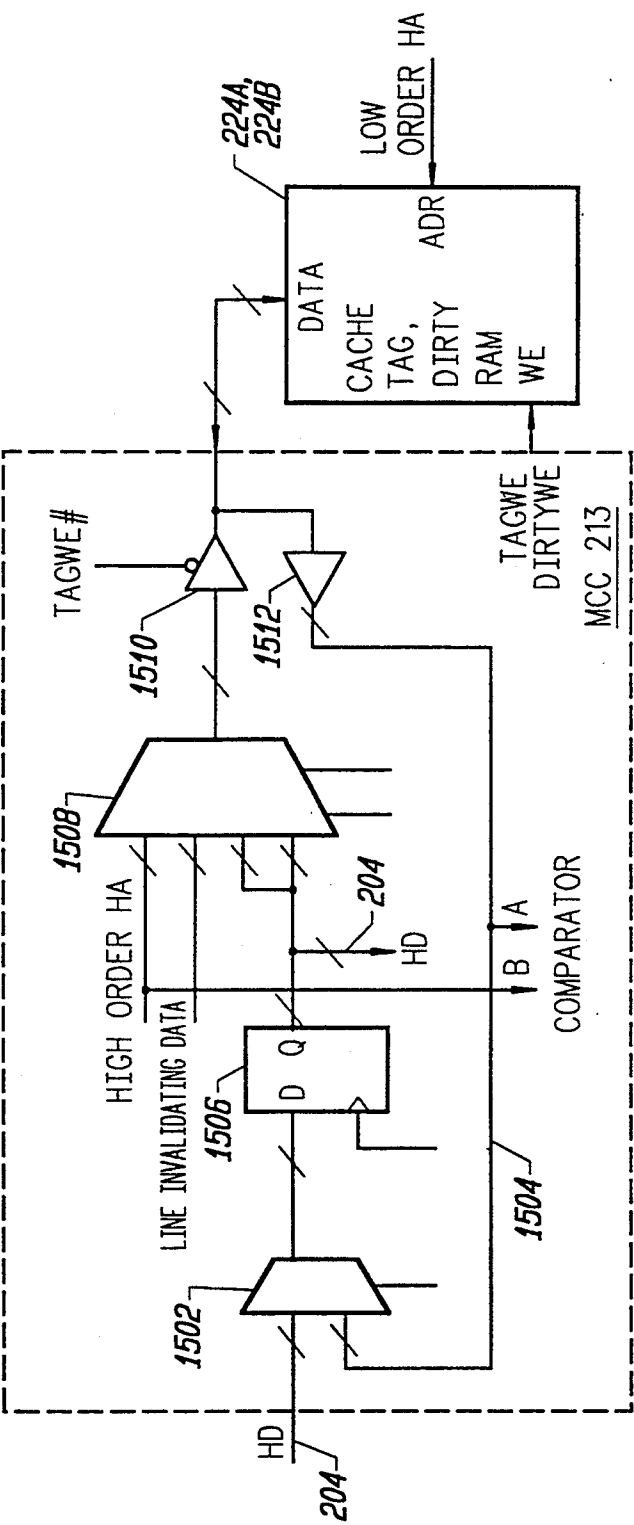 HD
204
1502
1504
1506
D Q
HIGH ORDER HA
LINE INVALIDATING DATA
1508
204
HD
B A
COMPARATOR
TAGWE#
1510
1512
TAGWE
DIRTYWE
MCC 213
224A,
224B
DATA
CACHE
TAG,
DIRTY
RAM
WE
ADR
LOW
ORDER HA